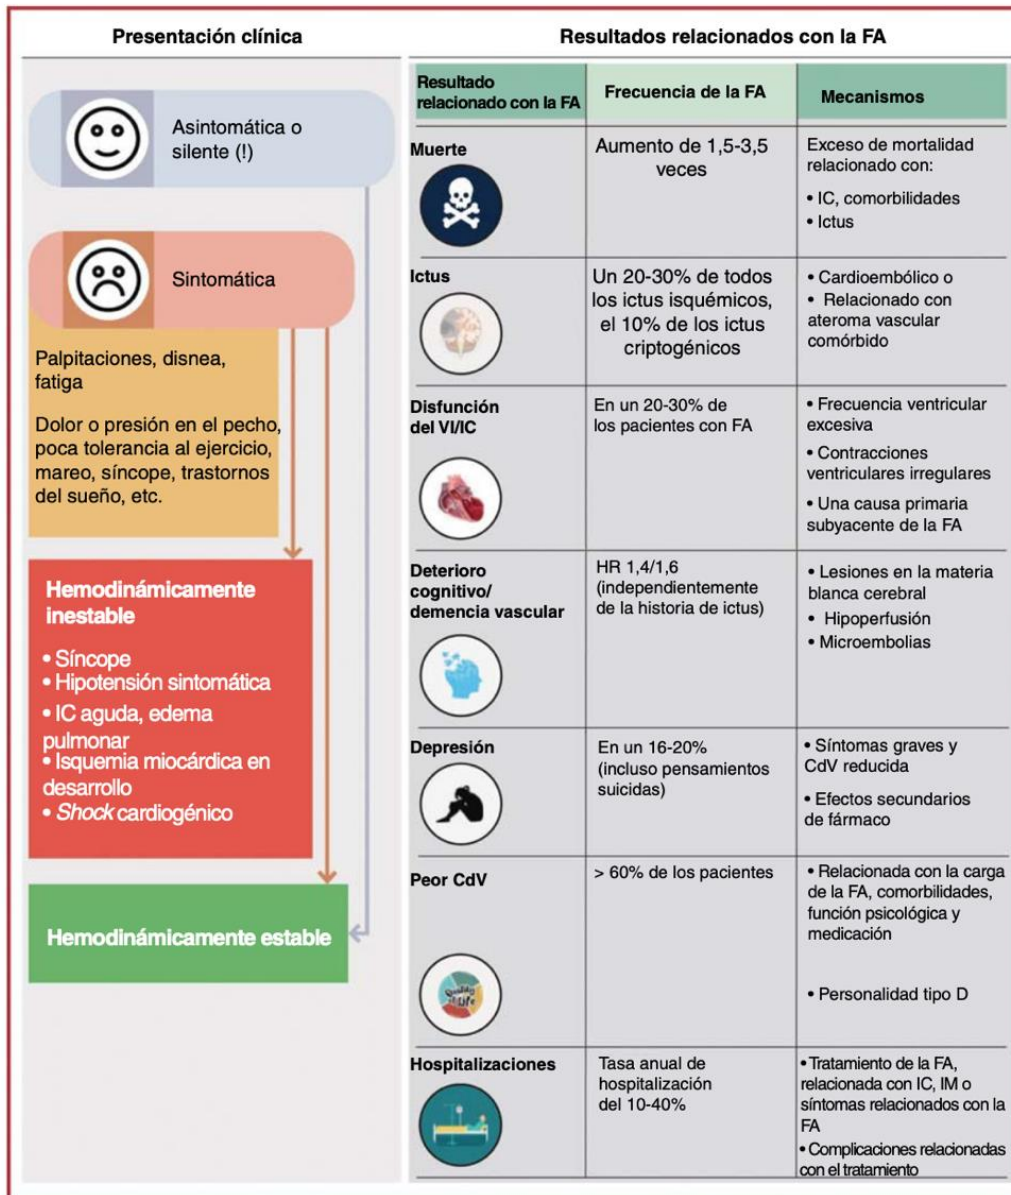 Presentación clínica
Asintomática o
silente (!)
Sintomática
Palpitaciones, disnea,
fatiga
Dolor o presión en el pecho,
poca tolerancia al ejercicio,
mareo, síncope, trastornos
del sueño, etc.
Hemodinámicamente
inestable
• Síncope
• Hipotensión sintomática
• IC aguda, edema
pulmonar
• Isquemia miocárdica en
desarrollo
• Shock cardiogénico
Hemodinámicamente estable
Resultados relacionados con la FA
Resultado
relacionado con la FA
Frecuencia de la FA
Mecanismos
Muerte
Aumento de 1,5-3,5
veces
Exceso de mortalidad
relacionado con:
• IC, comorbilidades
• Ictus
Ictus
Un 20-30% de todos
los ictus isquémicos,
el 10% de los ictus
criptogénicos
• Cardioembólico o
• Relacionado con
ateroma vascular
comórbido
Disfunción
del VI/IC
En un 20-30% de
los pacientes con FA
• Frecuencia ventricular
excesiva
• Contracciones
ventriculares irregulares
• Una causa primaria
subyacente de la FA
Deterioro
cognitivo/
demencia vascular
HR 1,4/1,6
(independientemente
de la historia de ictus)
• Lesiones en la materia
blanca cerebral
• Hipoperfusión
• Microembolias
Depresión
En un 16-20%
(incluso pensamientos
suicidas)
• Síntomas graves y
CdV reducida
• Efectos secundarios
de fármaco
Peor CdV
Quality
of Life
> 60% de los pacientes
• Relacionada con la carga
de la FA, comorbilidades,
función psicológica y
medicación
• Personalidad tipo D
Hospitalizaciones
Tasa anual de
hospitalización
del 10-40%
• Tratamiento de la FA,
relacionada con IC, IM o
síntomas relacionados con la
FA
• Complicaciones relacionadas
con el tratamiento